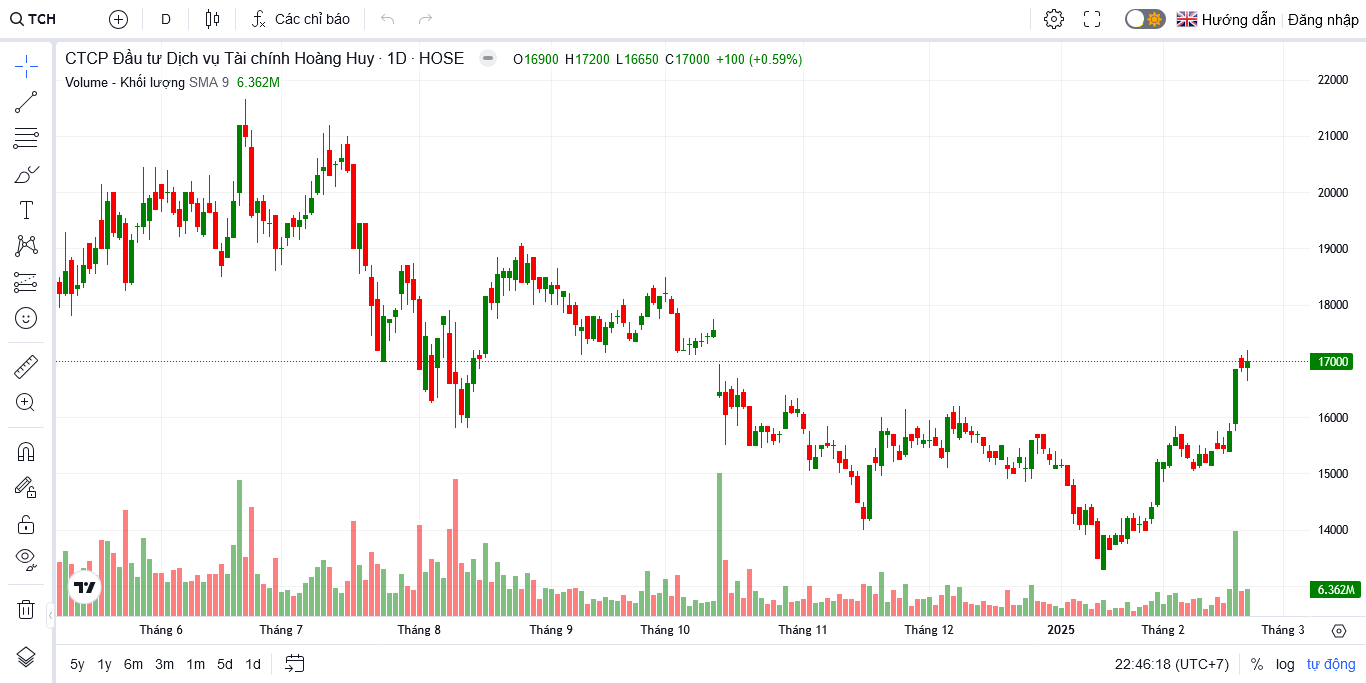 TCH D Các chỉ báo Hướng dẫn Đăng nhập
CTCP Đầu tư Dịch vụ Tài chính Hoàng Huy · 1D · HOSE O16900 H17200 L16650 C17000 +100 (+0.59%)
Volume - Khối lượng SMA 9 6.362M
22000
21000
20000
19000
18000
17000
16000
15000
14000
6.362M
Tháng 6 Tháng 7 Tháng 8 Tháng 9 Tháng 10 Tháng 11 Tháng 12 2025 Tháng 2 Tháng 3
5y 1y 6m 3m 1m 5d 1d 22:46:18 (UTC+7) % log tự động